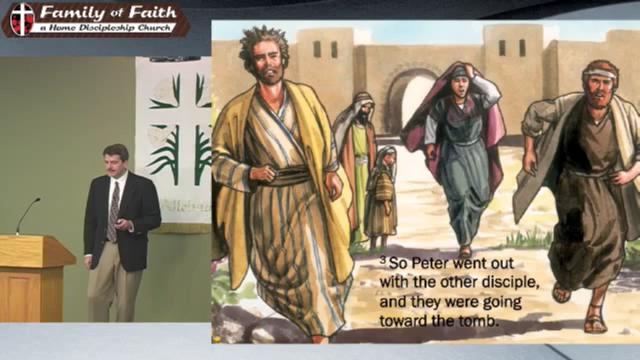 Family of Faith
a Home Discipleship Church
3 So Peter went out
with the other disciple,
and they were going
toward the tomb.